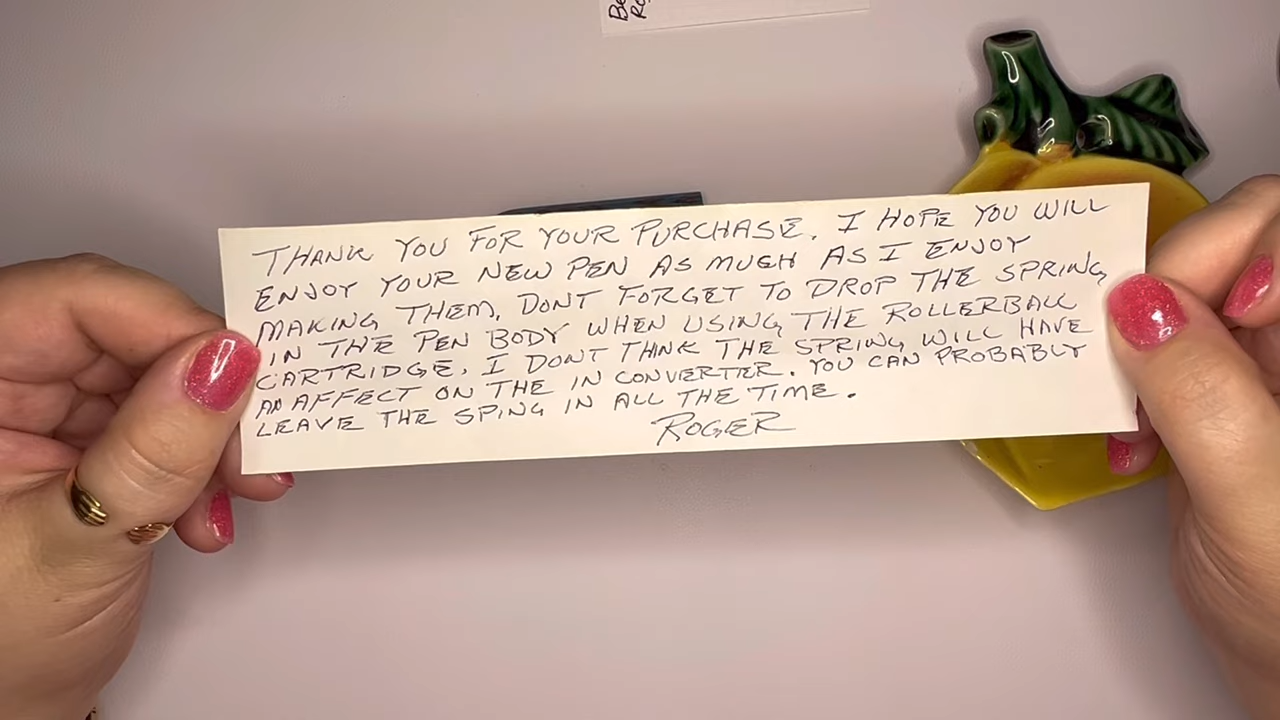 Be
Ro
THANK YOU FOR YOUR PURCHASE. I HOPE YOU WILL
ENJOY YOUR NEW PEN AS MUCH AS I ENJOY
MAKING THEM. DONT FORGET TO DROP THE SPRING
IN THE PEN BODY WHEN USING THE ROLLERBALL
CARTRIDGE. I DONT THINK THE SPRING WILL HAVE
AN AFFECT ON THE IN CONVERTER. YOU CAN PROBABLY
LEAVE THE SPING IN ALL THE TIME.
ROGER